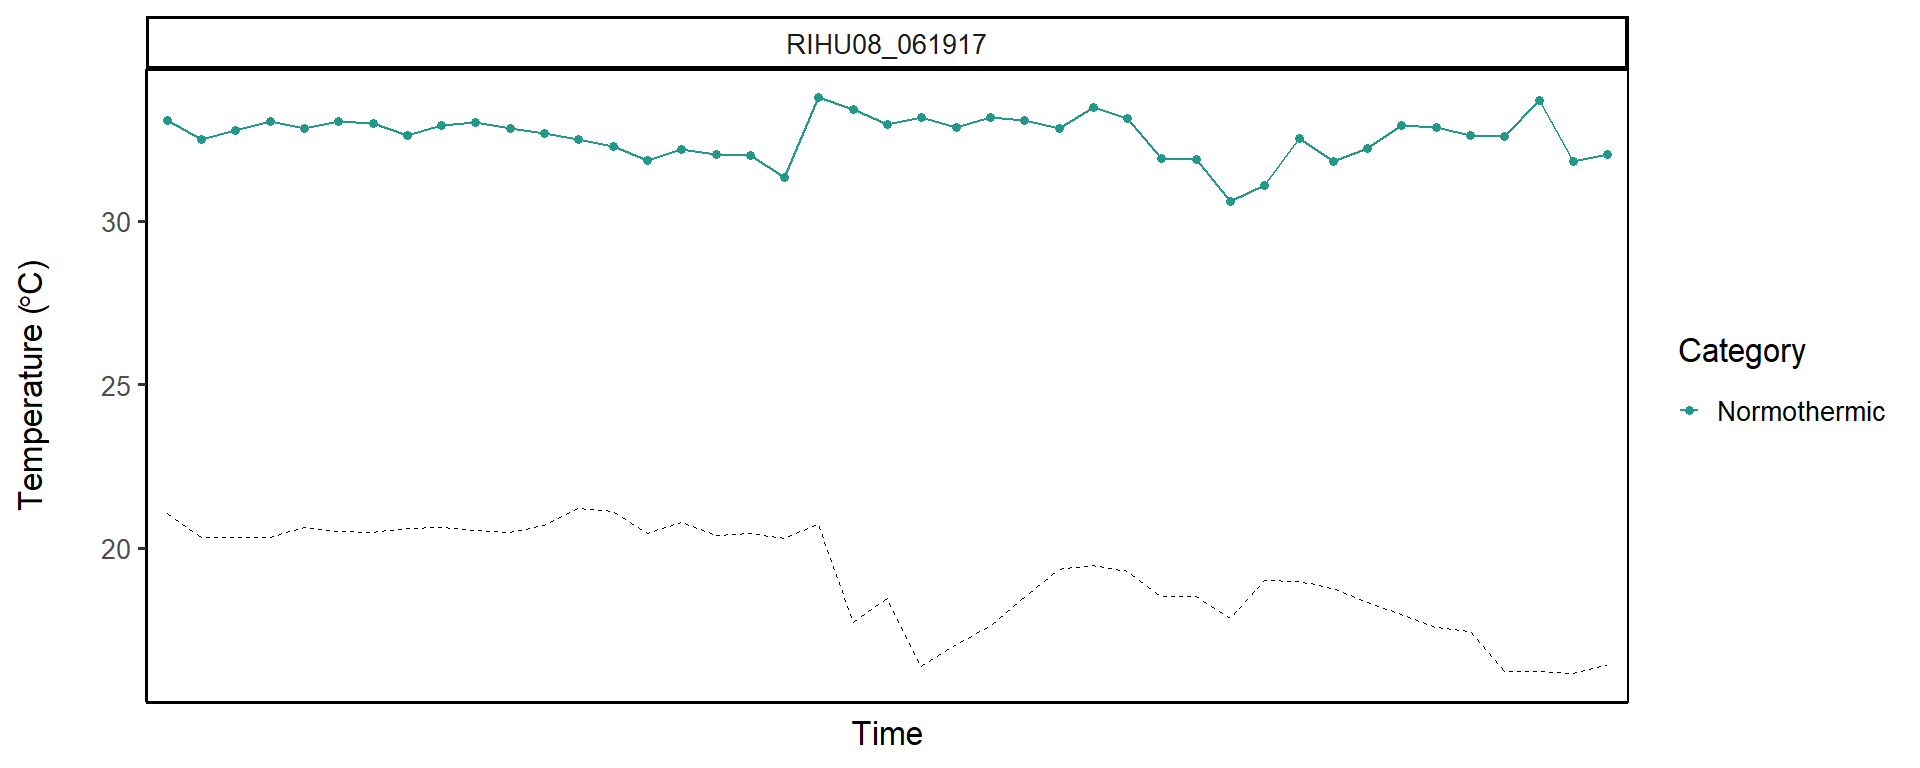 RIHU08_061917
30
25
20
Temperature (°C)
Time
Category
Normothermic